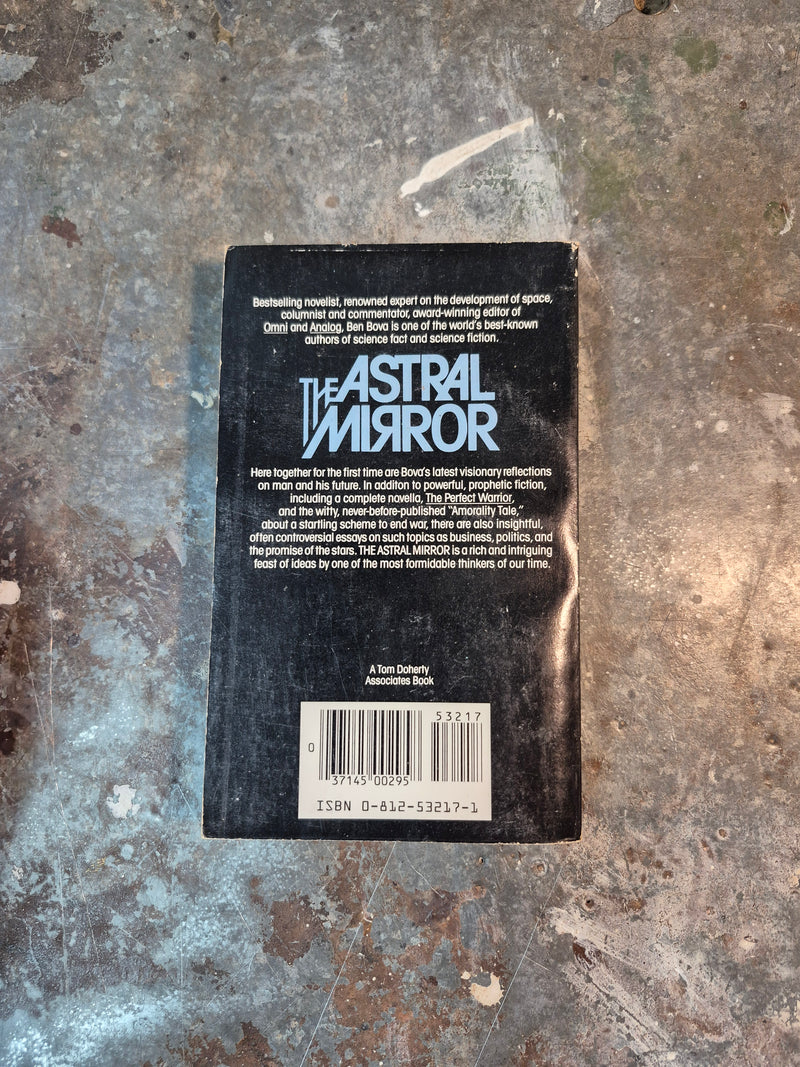 Bestselling novelist, renowned expert on the development of space,
columnist and commentator, award-winning editor of
Omni and Analog, Ben Bova is one of the world's best-known
authors of science fact and science fiction.
THE ASTRAL
MIRROR
Here together for the first time are Bova's latest visionary reflections
on man and his future. In additon to powerful, prophetic fiction,
including a complete novella, The Perfect Warrior,
and the witty, never-before-published "Amorality Tale,"
about a startling scheme to end war, there are also insightful,
often controversial essays on such topics as business, politics, and
the promise of the stars. THE ASTRAL MIRROR is a rich and intriguing
feast of ideas by one of the most formidable thinkers of our time.
A Tom Doherty
Associates Book
53217
0
37145 00295
ISBN 0-812-53217-1